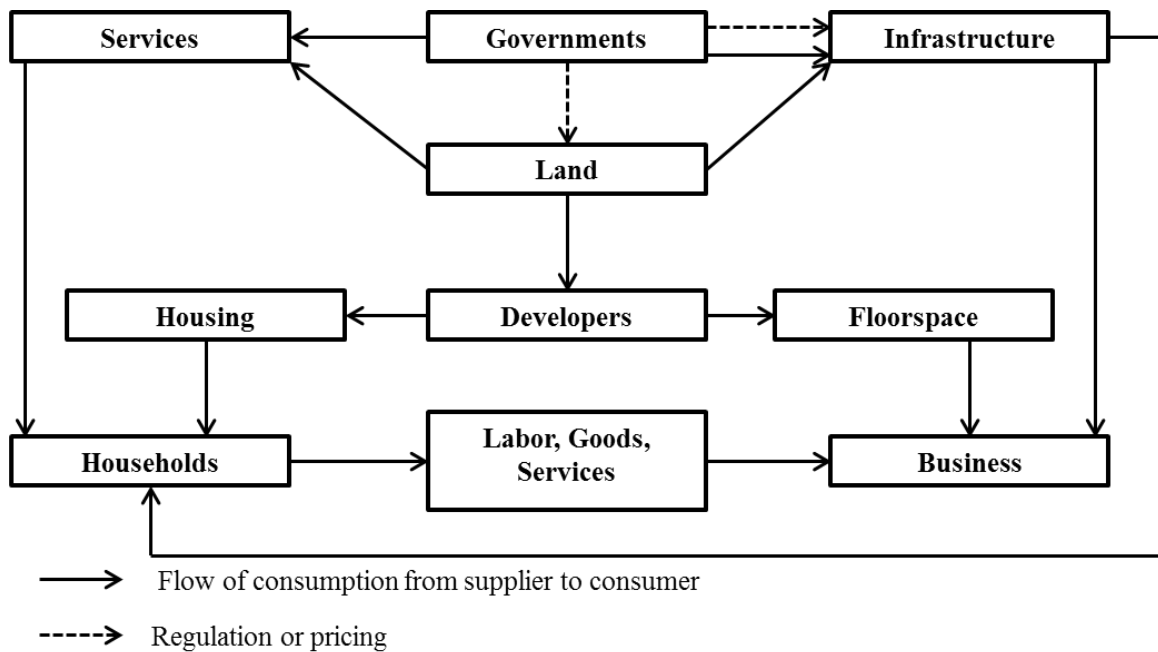 Services
Governments
Infrastructure
Land
Housing
Developers
Floorspace
Households
Labor, Goods,
Services
Business
Flow of consumption from supplier to consumer
Regulation or pricing